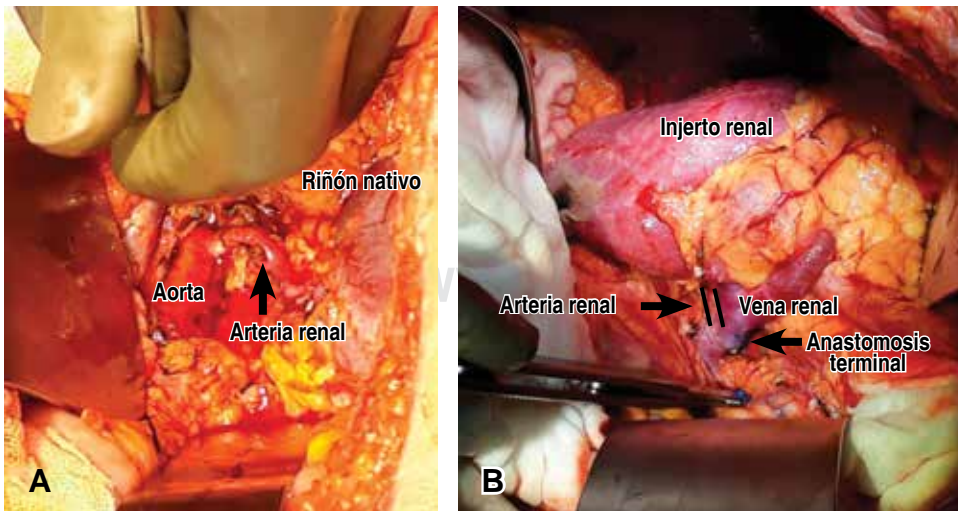 Riñón nativo
Aorta
Arteria renal
A
Injerto renal
Arteria renal
Vena renal
Anastomosis
terminal
B